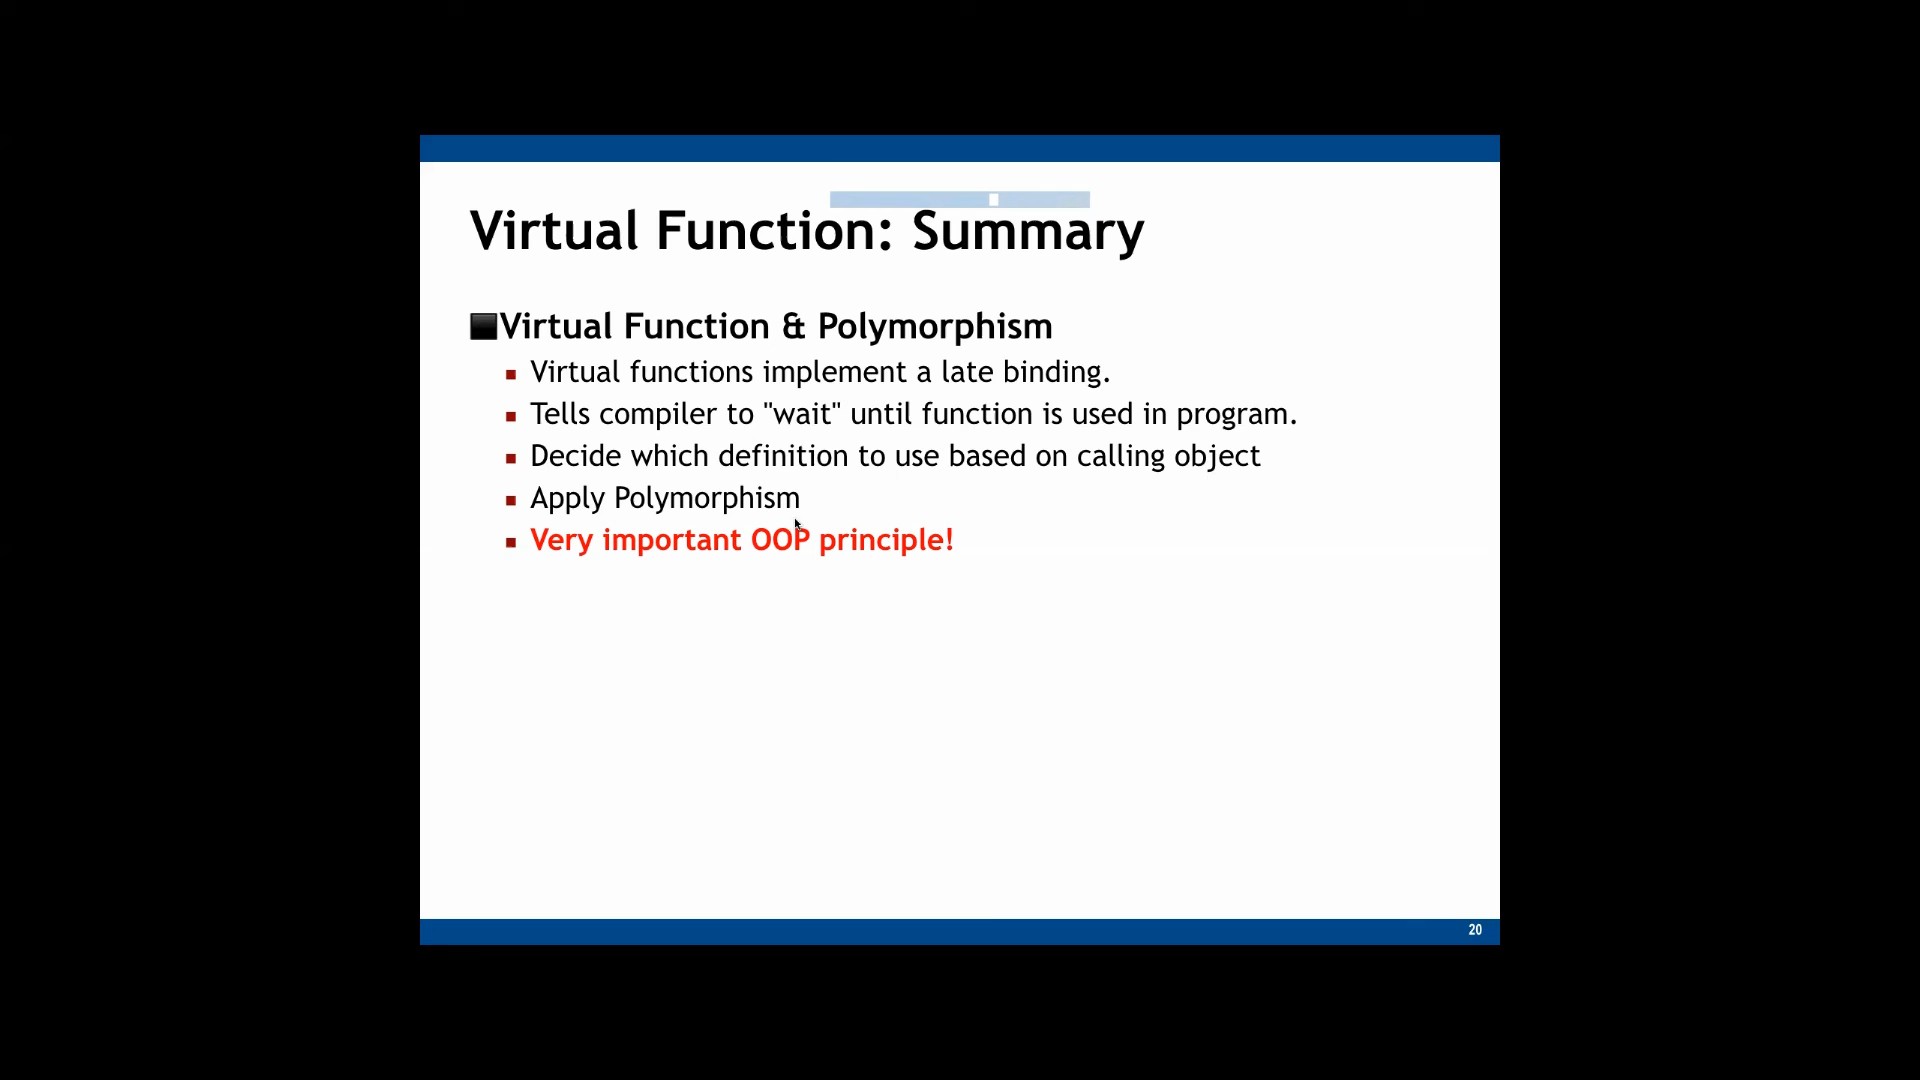 Virtual Function: Summary
Virtual Function & Polymorphism
Virtual functions implement a late binding.
Tells compiler to "wait" until function is used in program.
Decide which definition to use based on calling object
Apply Polymorphism
Very important OOP principle!
20